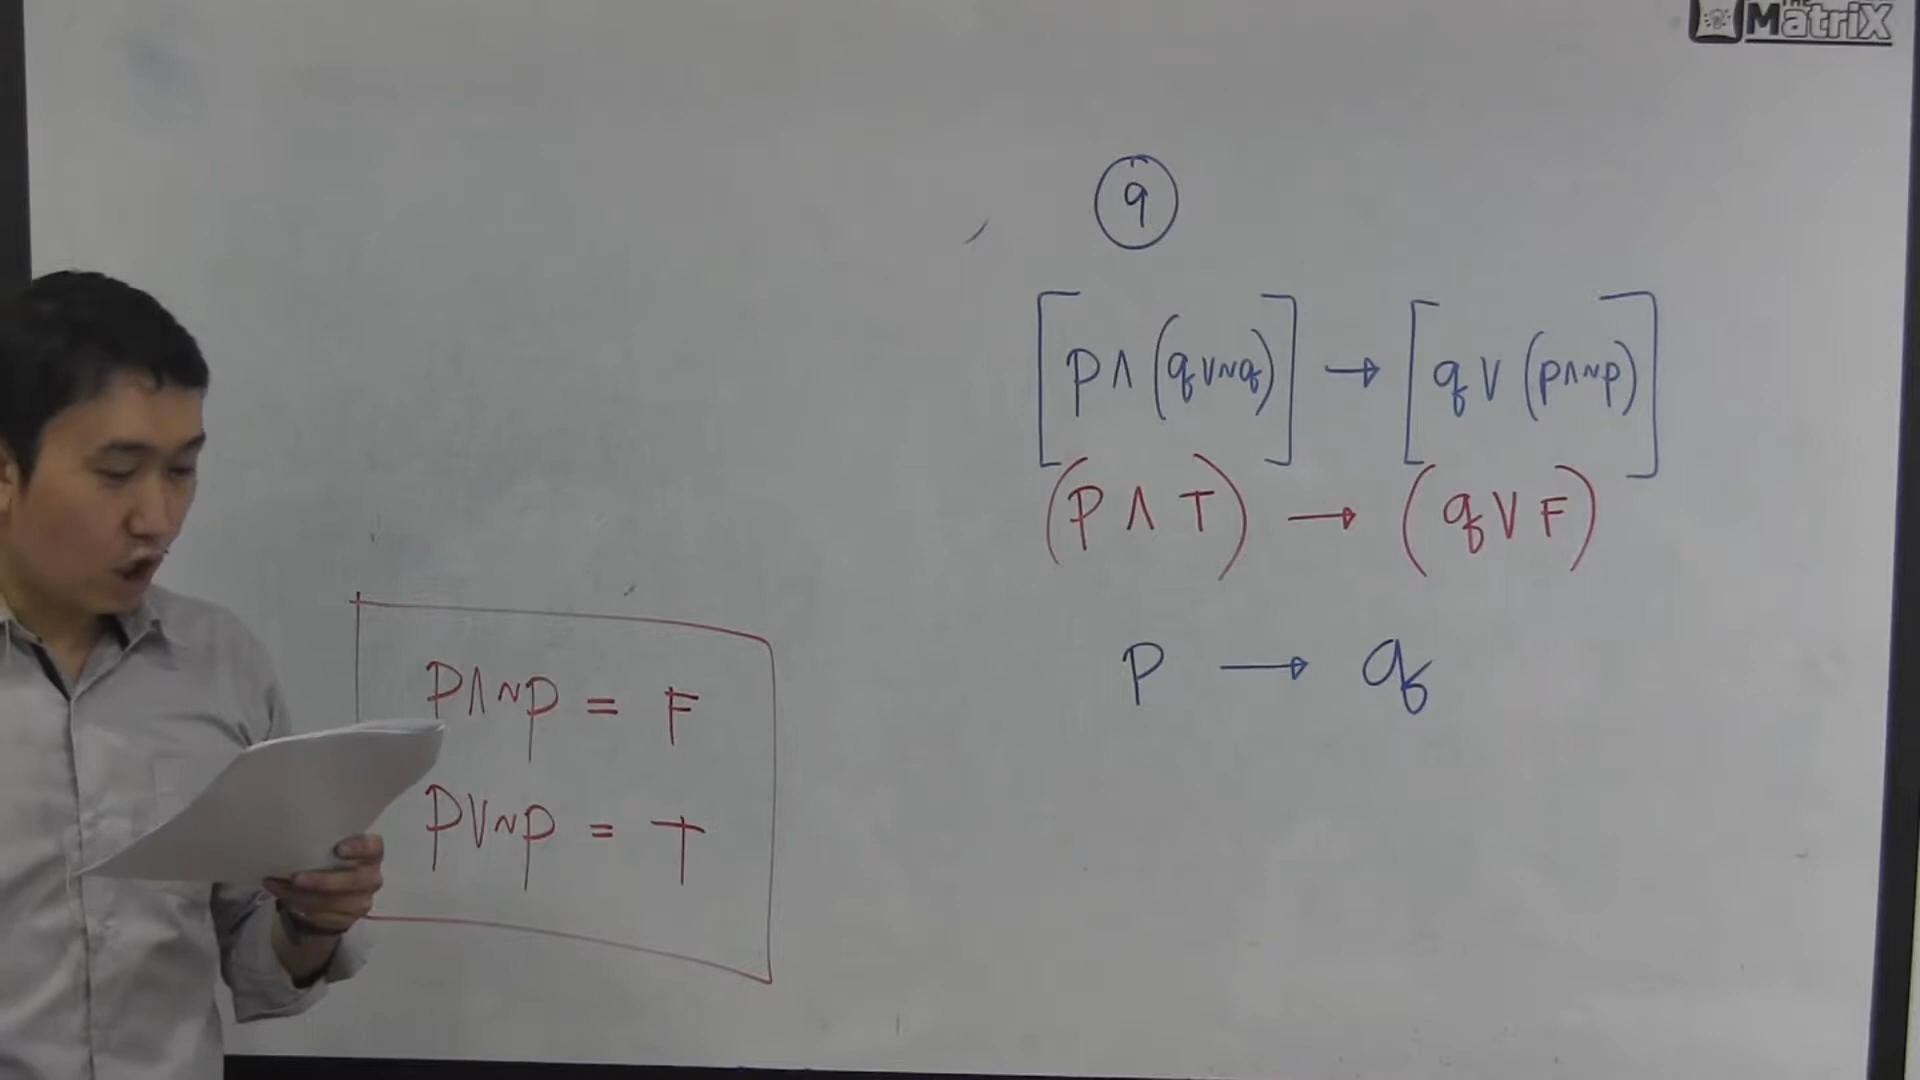 THE
MatriX
9
[p ∧ (q ∨ ~q)] → [q ∨ (p ∧ ~p)]
(p ∧ T) → (q ∨ F)
p → q
p ∧ ~p = F
p ∨ ~p = T